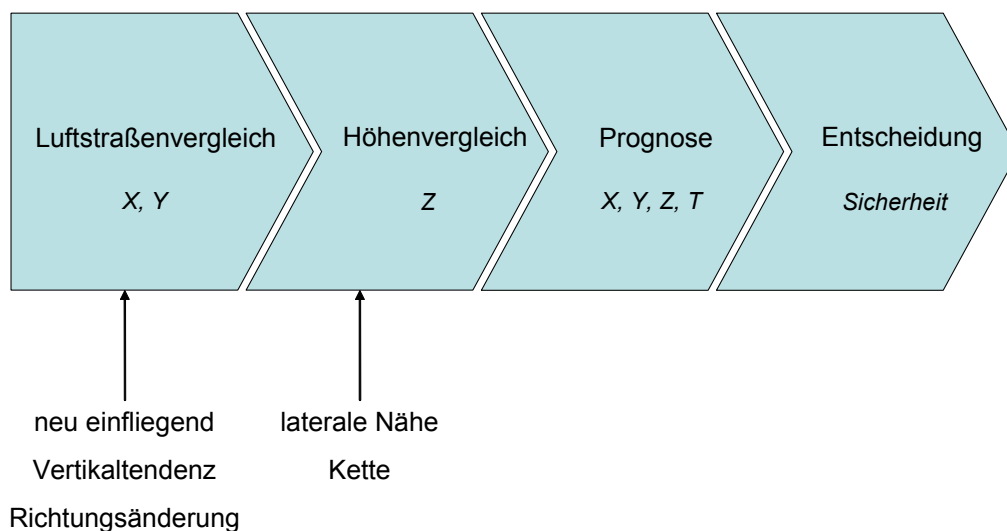 Luftstraßenvergleich
X, Y
Höhenvergleich
Z
Prognose
X, Y, Z, T
Entscheidung
Sicherheit
neu einfliegend
Vertikaltendenz
Richtungsänderung
laterale Nähe
Kette